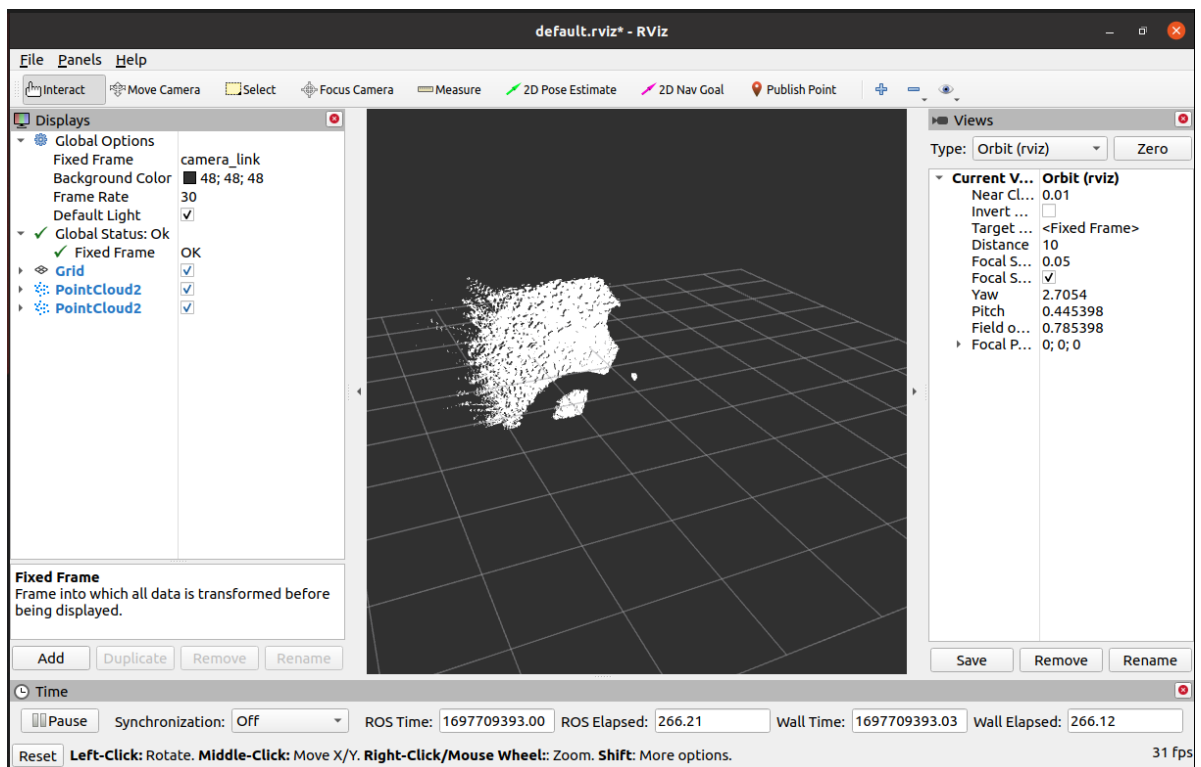 default.rviz* - RViz
File Panels Help
Interact Move Camera Select Focus Camera Measure 2D Pose Estimate 2D Nav Goal Publish Point
Displays
Global Options
Fixed Frame camera_link
Background Color 48; 48; 48
Frame Rate 30
Default Light
Global Status: Ok
Fixed Frame OK
Grid
PointCloud2
PointCloud2
Fixed Frame
Frame into which all data is transformed before
being displayed.
Add Duplicate Remove Rename
Views
Type: Orbit (rviz) Zero
Current V... Orbit (rviz)
Near Cl... 0.01
Invert ...
Target ... <Fixed Frame>
Distance 10
Focal S... 0.05
Focal S...
Yaw 2.7054
Pitch 0.445398
Field o... 0.785398
Focal P... 0; 0; 0
Save Remove Rename
Time
Pause Synchronization: Off ROS Time: 1697709393.00 ROS Elapsed: 266.21 Wall Time: 1697709393.03 Wall Elapsed: 266.12
Reset Left-Click: Rotate. Middle-Click: Move X/Y. Right-Click/Mouse Wheel:: Zoom. Shift: More options. 31 fps